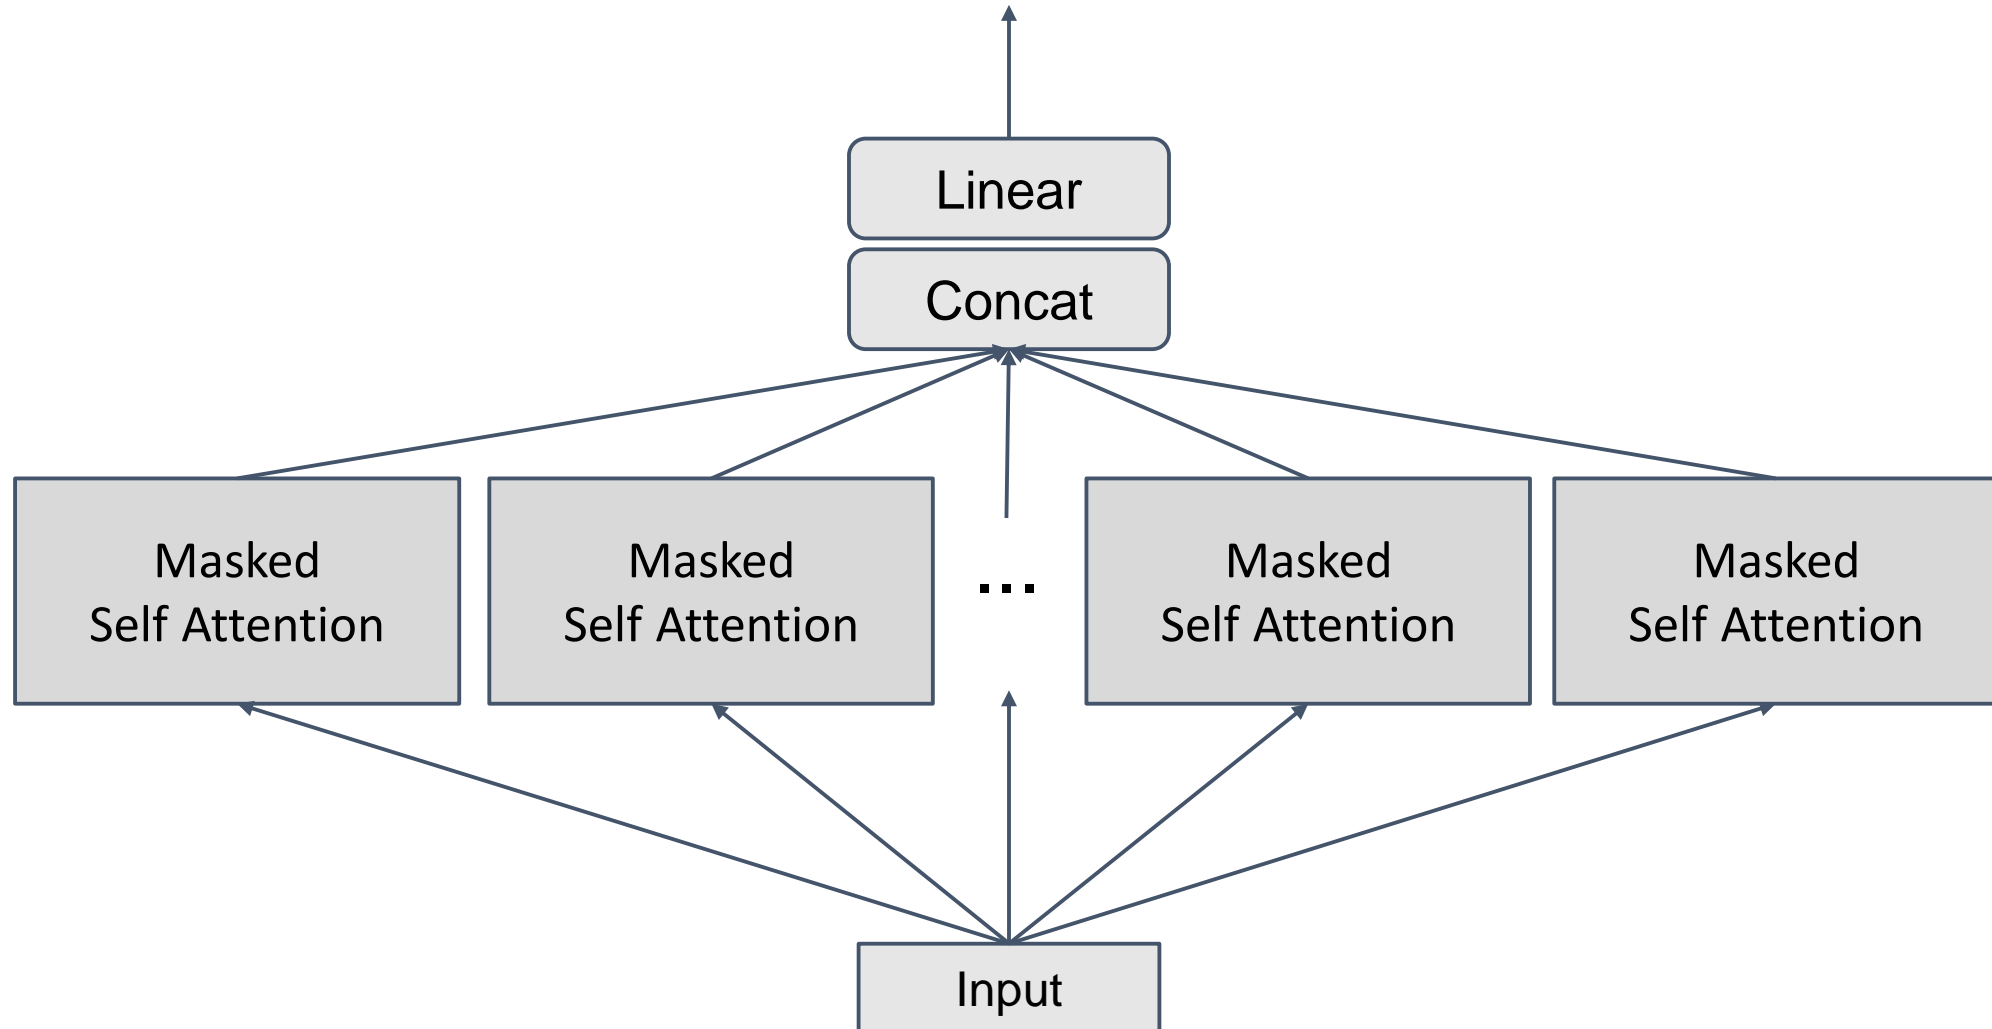 Linear
Concat
Masked
Self Attention
Masked
Self Attention
...
Masked
Self Attention
Masked
Self Attention
Input